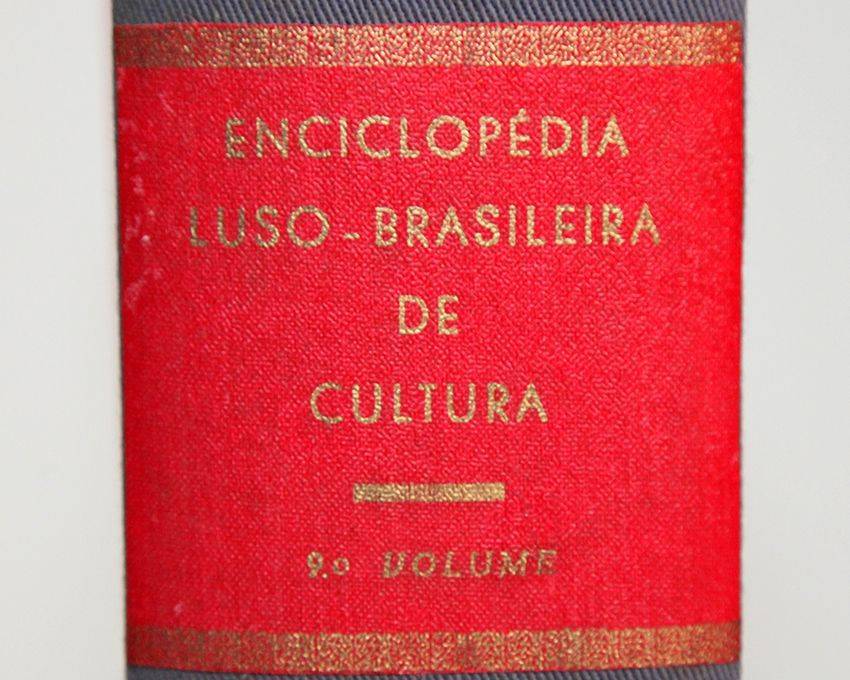 ENCICLOPÉDIA
LUSO-BRASILEIRA
DE
CULTURA
9.o VOLUME